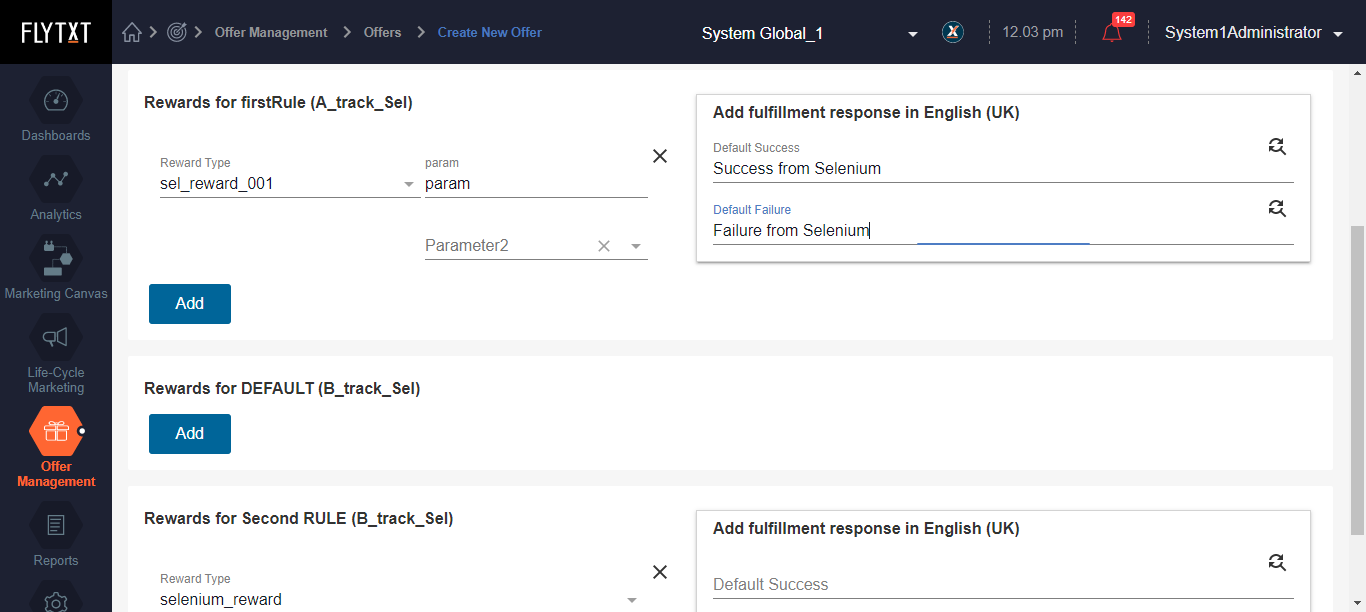 FLYTXT
Offer Management
Offers
Create New Offer
System Global_1
X
12.03 pm
142
System1Administrator
Dashboards
Analytics
Marketing Canvas
Life-Cycle
Marketing
Offer
Management
Reports
Rewards for firstRule (A_track_Sel)
Reward Type
sel_reward_001
param
param
Parameter2
Add
Add fulfillment response in English (UK)
Default Success
Success from Selenium
Default Failure
Failure from Selenium
Rewards for DEFAULT (B_track_Sel)
Add
Rewards for Second RULE (B_track_Sel)
Reward Type
selenium_reward
Add fulfillment response in English (UK)
Default Success